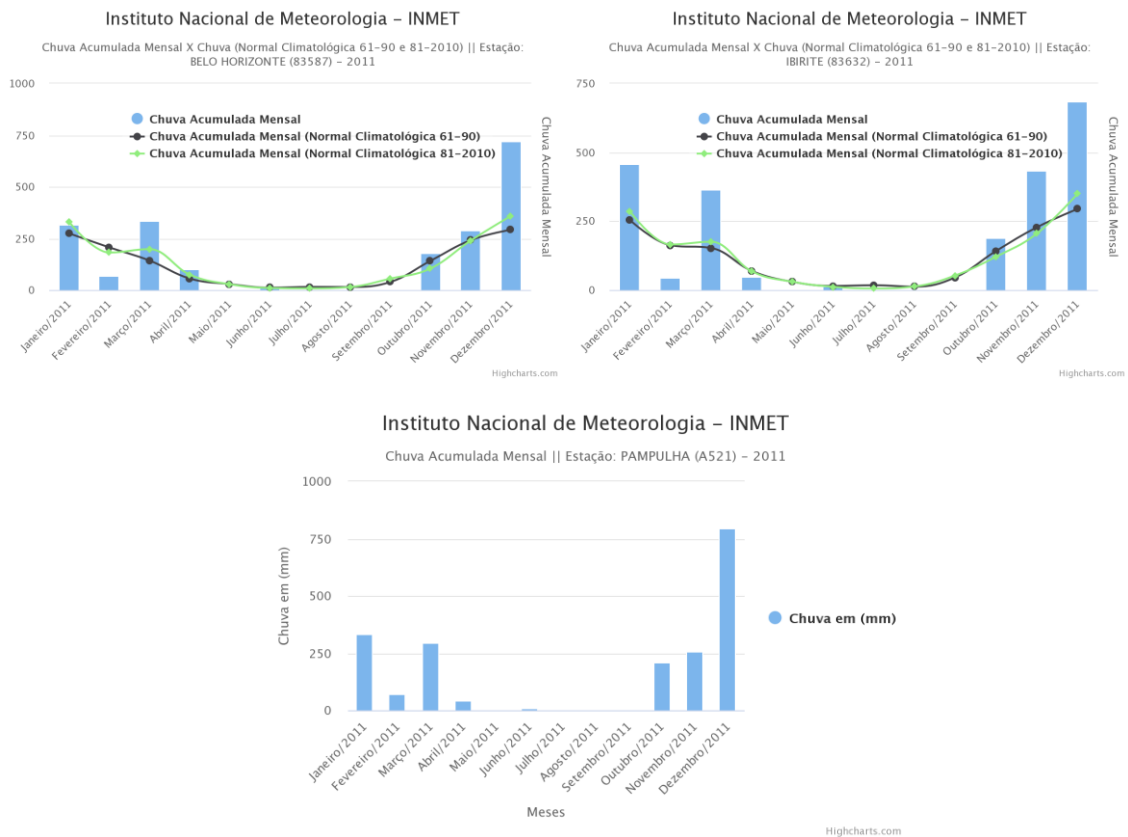 Instituto Nacional de Meteorologia – INMET
Chuva Acumulada Mensal X Chuva (Normal Climatológica 61–90 e 81–2010) || Estação:
BELO HORIZONTE (83587) – 2011
1000
750
500
250
0
Chuva Acumulada Mensal
Chuva Acumulada Mensal (Normal Climatológica 61–90)
Chuva Acumulada Mensal (Normal Climatológica 81–2010)
Chuva Acumulada Mensal
Janeiro/2011
Fevereiro/2011
Março/2011
Abril/2011
Maio/2011
Junho/2011
Julho/2011
Agosto/2011
Setembro/2011
Outubro/2011
Novembro/2011
Dezembro/2011
Highcharts.com
Instituto Nacional de Meteorologia – INMET
Chuva Acumulada Mensal X Chuva (Normal Climatológica 61–90 e 81–2010) || Estação:
IBIRITE (83632) – 2011
750
500
250
0
Chuva Acumulada Mensal
Chuva Acumulada Mensal (Normal Climatológica 61–90)
Chuva Acumulada Mensal (Normal Climatológica 81–2010)
Chuva Acumulada Mensal
Janeiro/2011
Fevereiro/2011
Março/2011
Abril/2011
Maio/2011
Junho/2011
Julho/2011
Agosto/2011
Setembro/2011
Outubro/2011
Novembro/2011
Dezembro/2011
Highcharts.com
Instituto Nacional de Meteorologia – INMET
Chuva Acumulada Mensal || Estação: PAMPULHA (A521) – 2011
Chuva em (mm)
1000
750
500
250
0
Chuva em (mm)
Janeiro/2011
Fevereiro/2011
Março/2011
Abril/2011
Maio/2011
Junho/2011
Julho/2011
Agosto/2011
Setembro/2011
Outubro/2011
Novembro/2011
Dezembro/2011
Meses
Highcharts.com